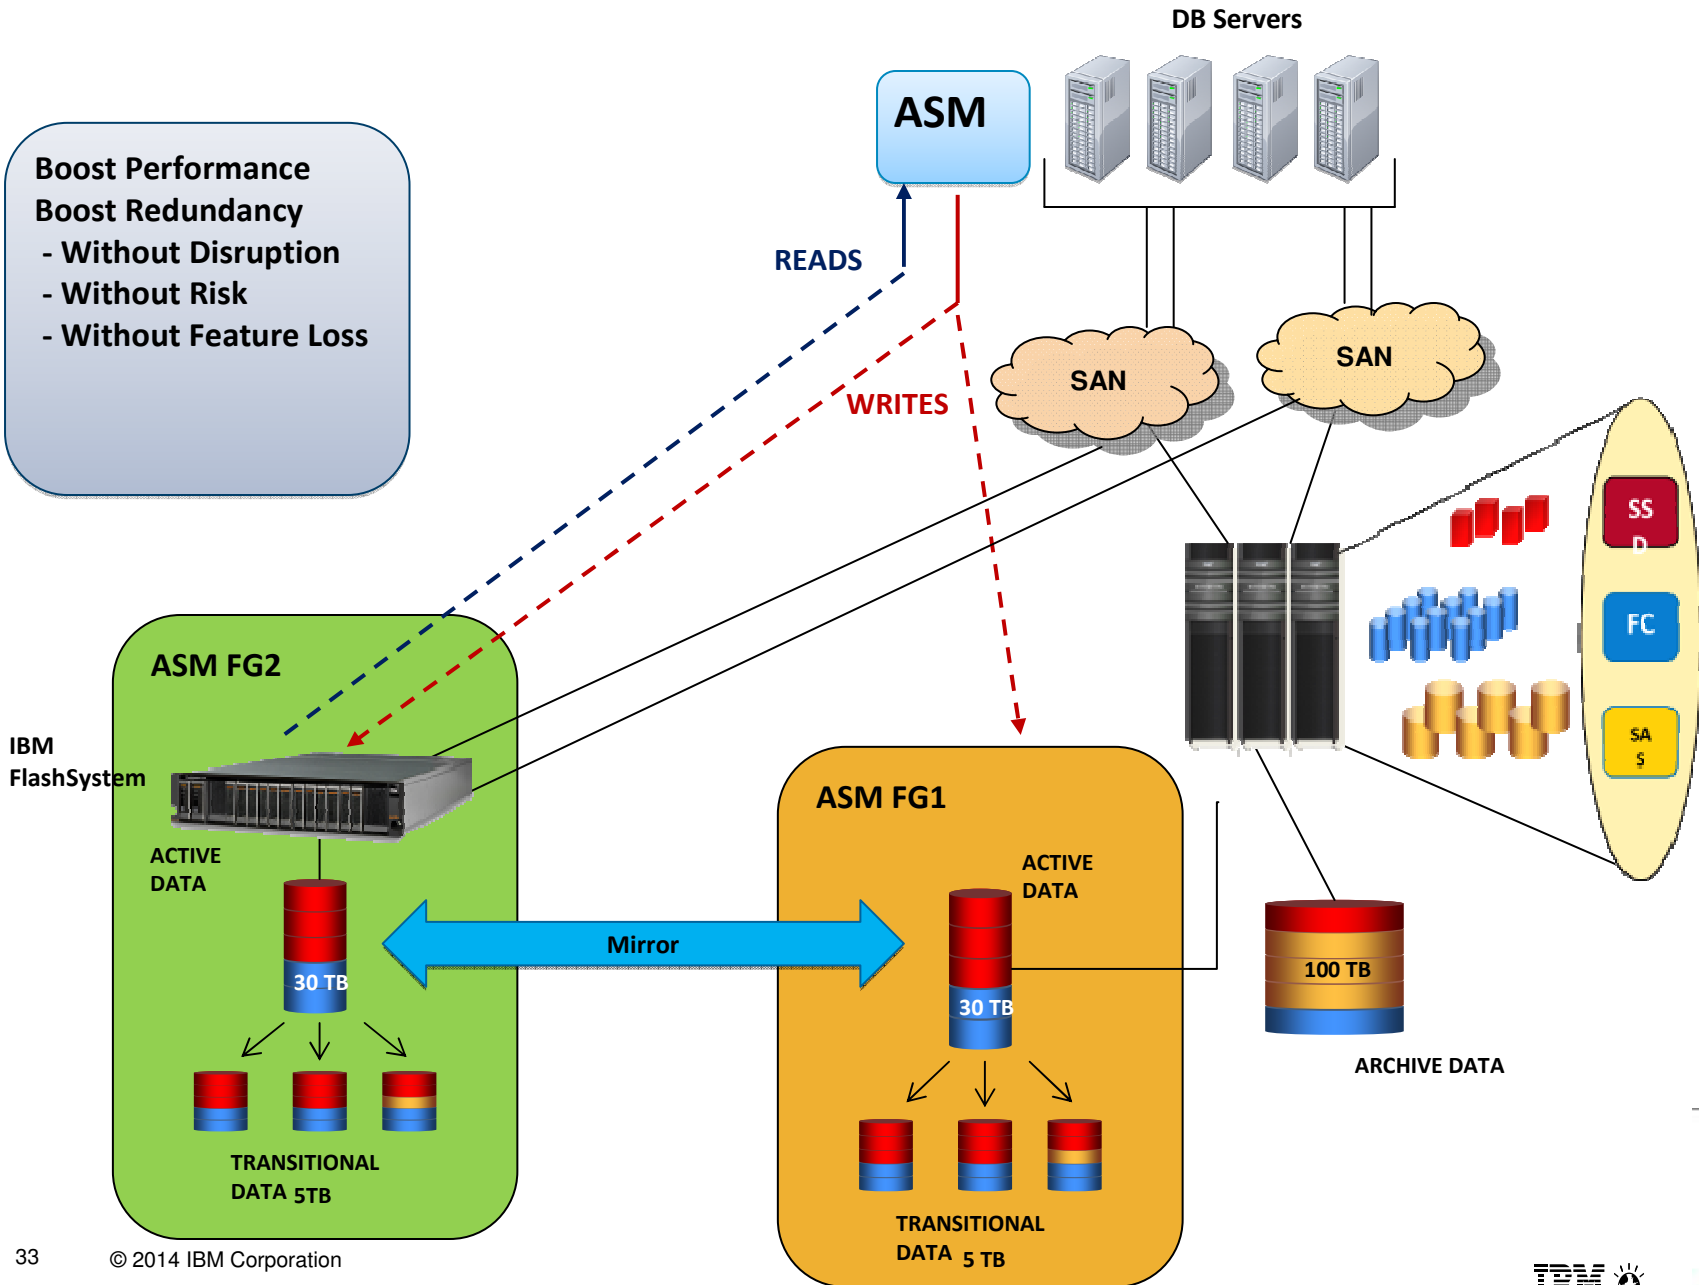 DB Servers
ASM
Boost Performance
Boost Redundancy
- Without Disruption
- Without Risk
- Without Feature Loss
READS
WRITES
SAN
SAN
SS
D
FC
SA
S
ASM FG2
IBM
FlashSystem
ACTIVE
DATA
30 TB
TRANSITIONAL
DATA 5TB
Mirror
ASM FG1
ACTIVE
DATA
30 TB
TRANSITIONAL
DATA 5 TB
100 TB
ARCHIVE DATA
33
© 2014 IBM Corporation
IBM